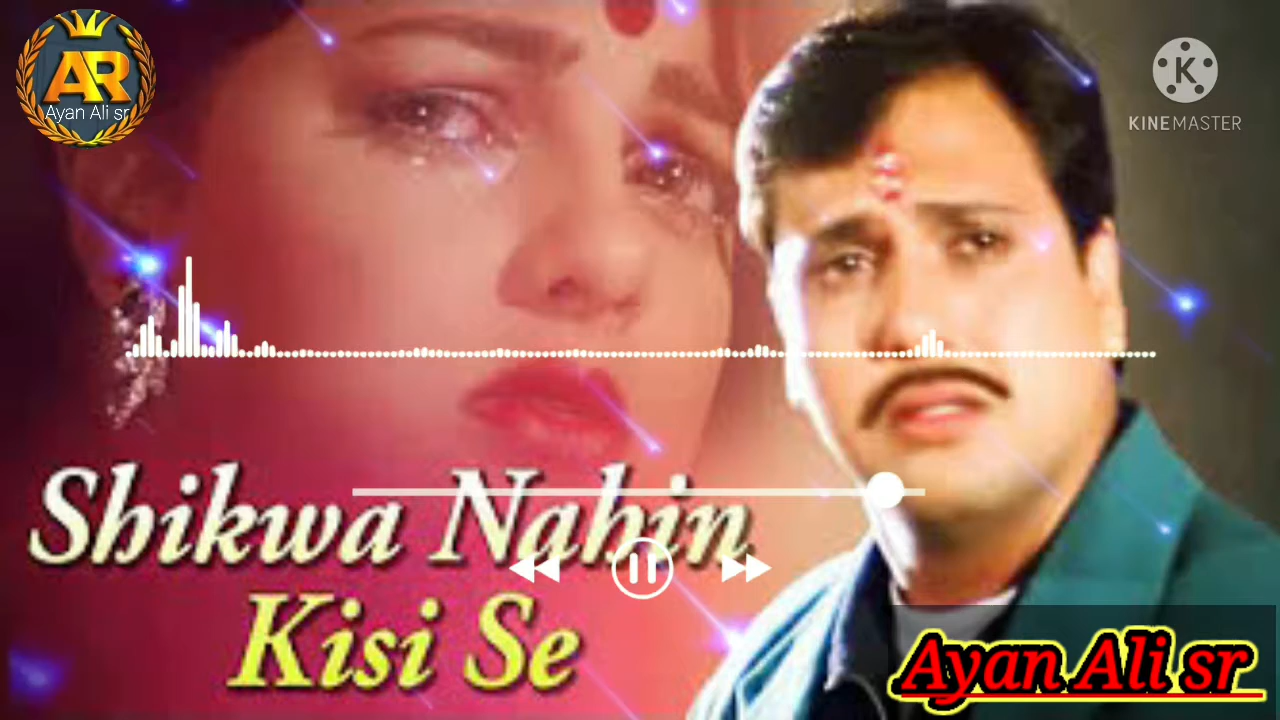 AR
Ayan Ali sr
K
KINEMASTER
Shikwa Nahin
Kisi Se
Ayan Ali sr